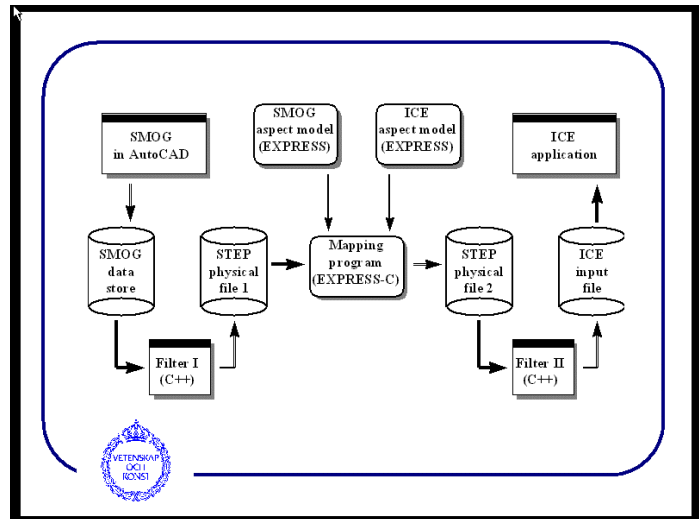 SMOG
in AutoCAD
SMOG
aspect model
(EXPRESS)
ICE
aspect model
(EXPRESS)
ICE
application
SMOG
data
store
STEP
physical
file 1
Mapping
program
(EXPRESS-C)
STEP
physical
file 2
ICE
input
file
Filter I
(C++)
Filter II
(C++)
VETENSKAP
OCH
KONST